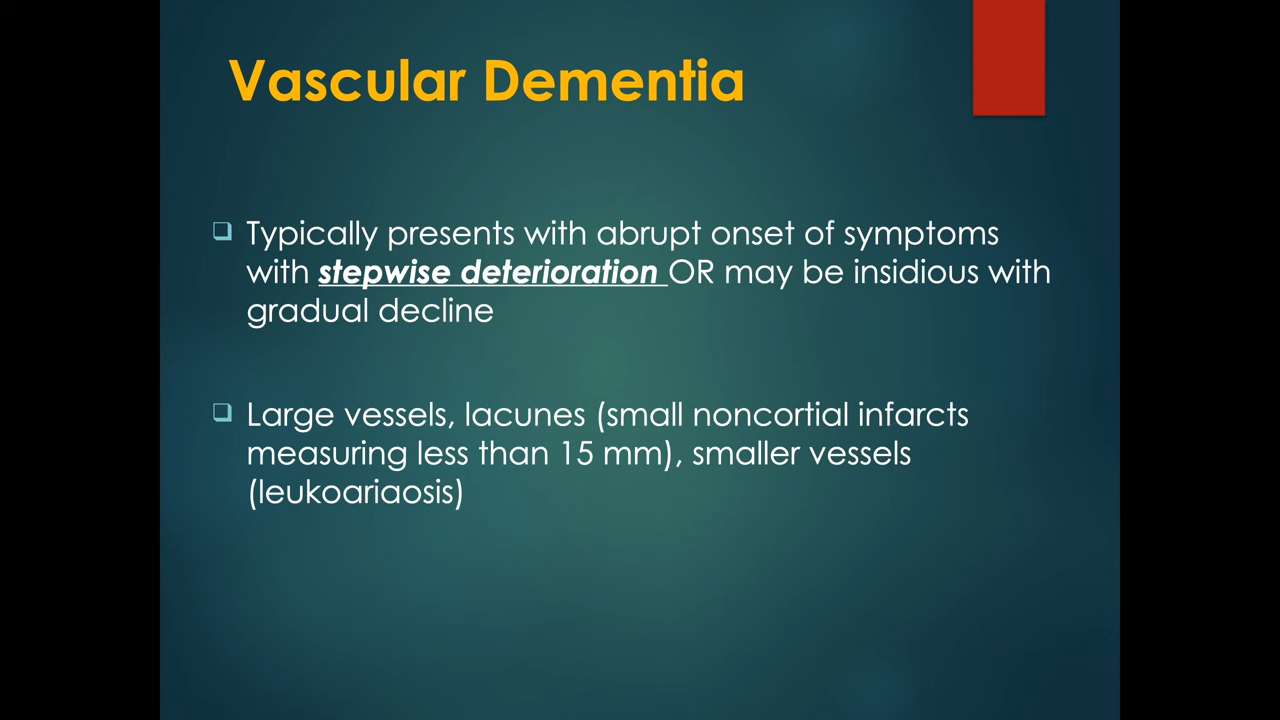 Vascular Dementia
Typically presents with abrupt onset of symptoms
with stepwise deterioration OR may be insidious with
gradual decline
Large vessels, lacunes (small noncortial infarcts
measuring less than 15 mm), smaller vessels
(leukoariaosis)